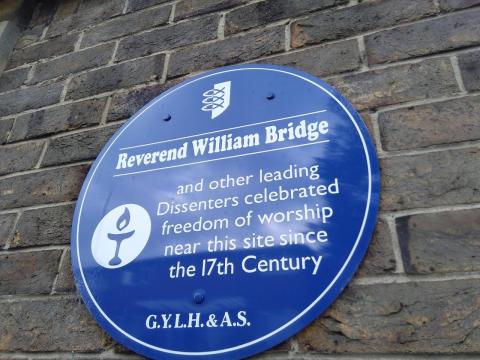 Reverend William Bridge
and other leading
Dissenters celebrated
freedom of worship
near this site since
the 17th Century
G.Y.L.H. & A.S.